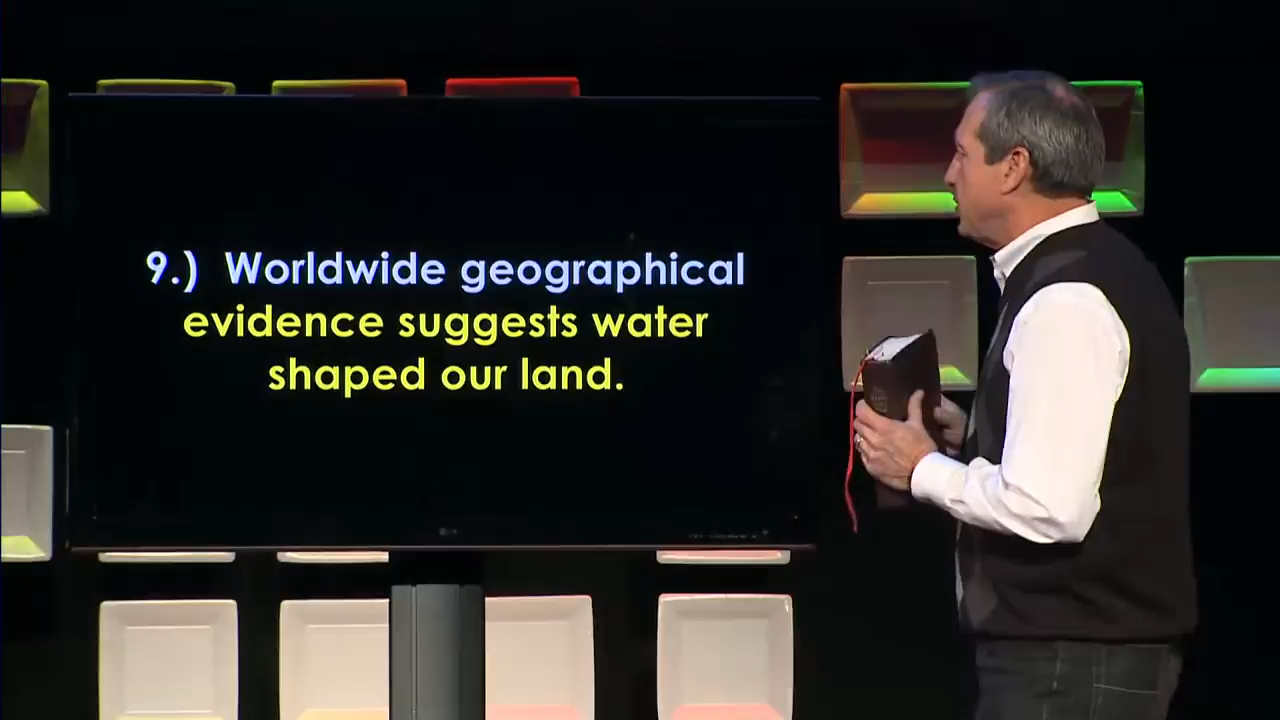 9.) Worldwide geographical
evidence suggests water
shaped our land.